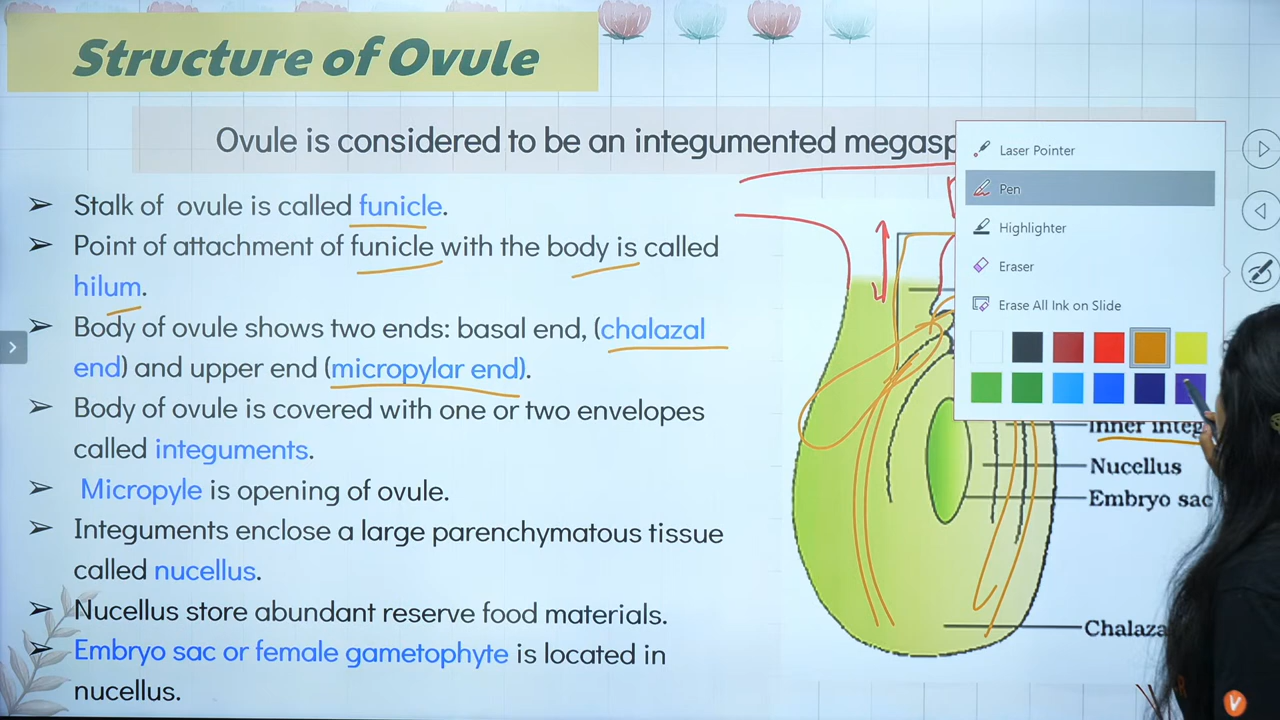 Structure of Ovule
Ovule is considered to be an integumented megasp
➢ Stalk of ovule is called funicle.
➢ Point of attachment of funicle with the body is called
hilum.
➢ Body of ovule shows two ends: basal end, (chalazal
end) and upper end (micropylar end).
➢ Body of ovule is covered with one or two envelopes
called integuments.
➢ Micropyle is opening of ovule.
➢ Integuments enclose a large parenchymatous tissue
called nucellus.
➢ Nucellus store abundant reserve food materials.
➢ Embryo sac or female gametophyte is located in
nucellus.
Laser Pointer
Pen
Highlighter
Eraser
Erase All Ink on Slide
Inner integ
Nucellus
Embryo sac
Chalaza